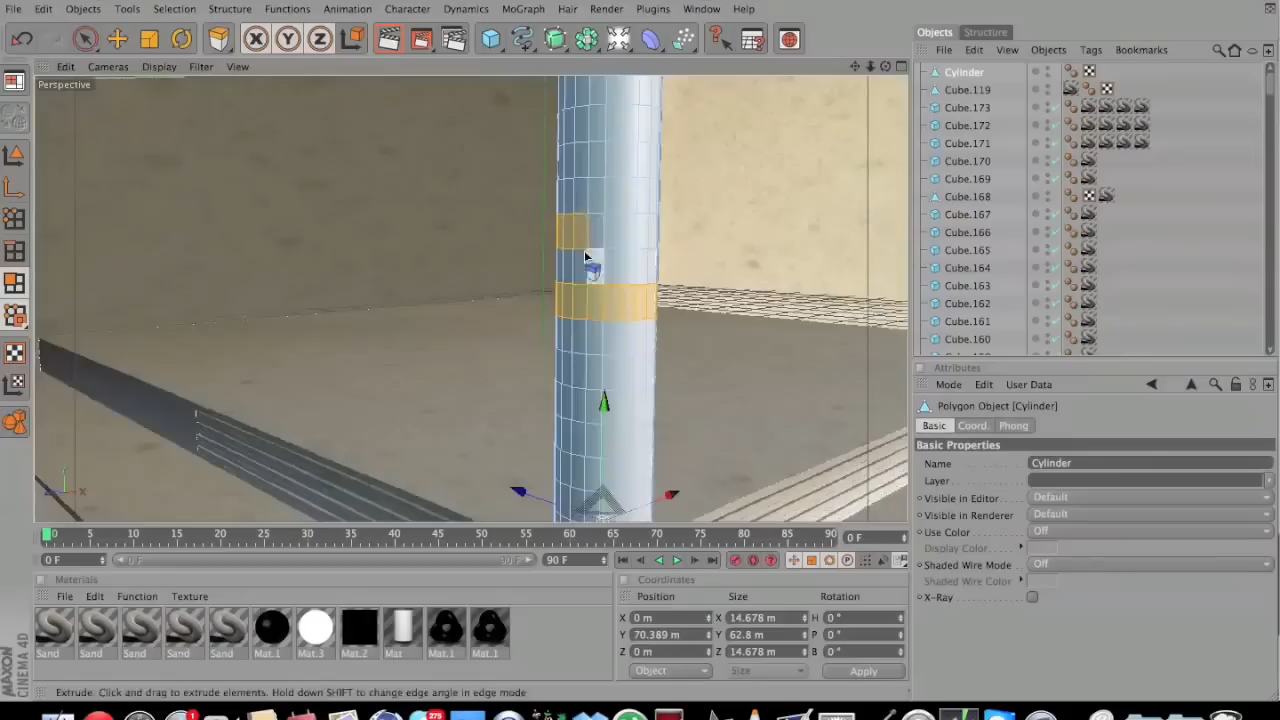 File Edit Objects Tools Selection Structure Functions Animation Character Dynamics MoGraph Hair Render Plugins Window Help
X Y Z
Objects Structure
Edit Cameras Display Filter View
File Edit View Objects Tags Bookmarks
Perspective
Cylinder
Cube.119
Cube.173
Cube.172
Cube.171
Cube.170
Cube.169
Cube.168
Cube.167
Cube.166
Cube.165
Cube.164
Cube.163
Cube.162
Cube.161
Cube.160
Attributes
Mode Edit User Data
Polygon Object [Cylinder]
Basic Coord. Phong
Basic Properties
Name Cylinder
Layer
Visible in Editor Default
Visible in Renderer Default
Use Color Off
Display Color
Shaded Wire Mode Off
Shaded Wire Color
X-Ray
Y
Z X
0 5 10 15 20 25 30 35 40 45 50 55 60 65 70 75 80 85 90 0 F
0 F 0 F 90 F 90 F
Materials
File Edit Function Texture
Sand Sand Sand Sand Sand Mat.1 Mat.3 Mat.2 Mat Mat.1 Mat.1
Coordinates
Position Size Rotation
X 0 m X 14.678 m H 0 °
Y 70.389 m Y 62.8 m P 0 °
Z 0 m Z 14.678 m B 0 °
Object Size Apply
MAXON
CINEMA 4D
Extrude: Click and drag to extrude elements. Hold down SHIFT to change edge angle in edge mode
1
275